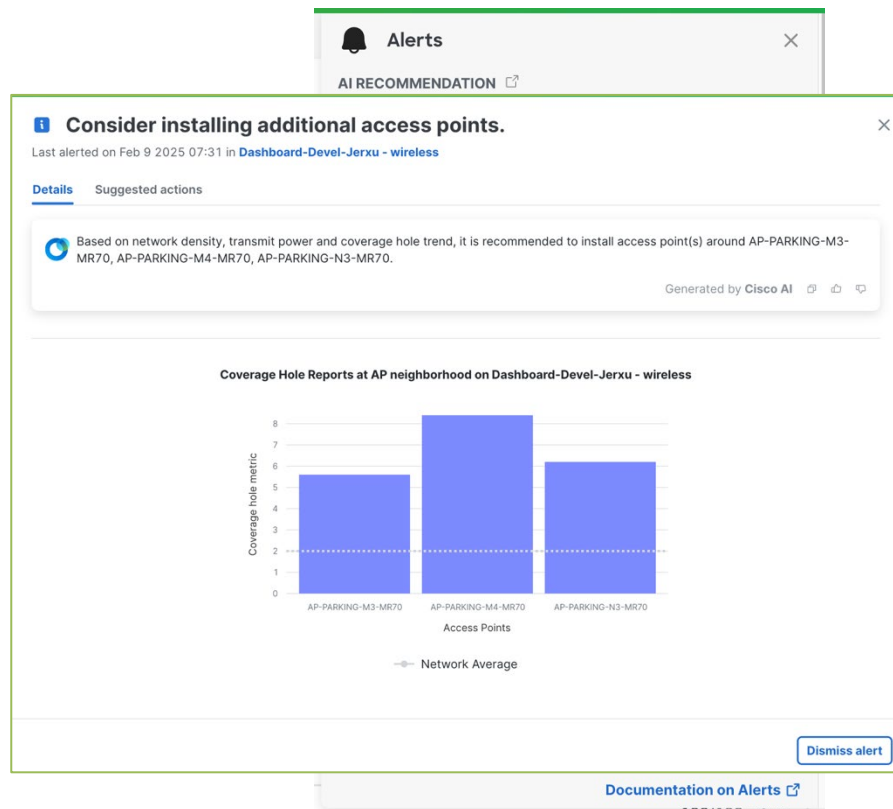 Alerts
AI RECOMMENDATION
Consider installing additional access points.
Last alerted on Feb 9 2025 07:31 in Dashboard-Devel-Jerxu - wireless
Details Suggested actions
Based on network density, transmit power and coverage hole trend, it is recommended to install access point(s) around AP-PARKING-M3-
MR70, AP-PARKING-M4-MR70, AP-PARKING-N3-MR70.
Generated by Cisco AI
Coverage Hole Reports at AP neighborhood on Dashboard-Devel-Jerxu - wireless
Coverage hole metric
8
7
6
5
4
3
2
1
0
AP-PARKING-M3-MR70 AP-PARKING-M4-MR70 AP-PARKING-N3-MR70
Access Points
Network Average
Dismiss alert
Documentation on Alerts